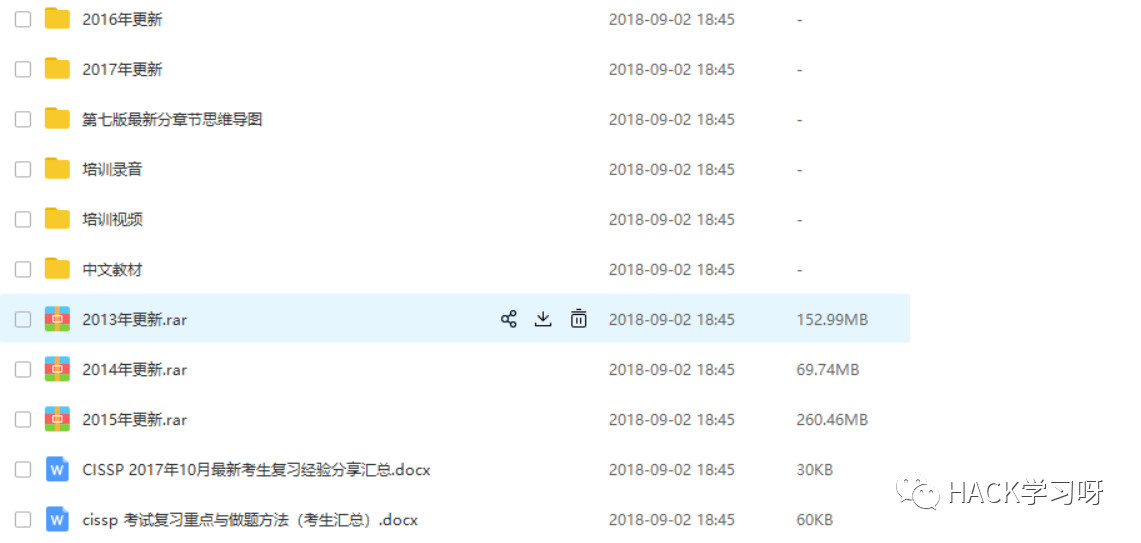 2016年更新 2018-09-02 18:45 -
2017年更新 2018-09-02 18:45 -
第七版最新分章节思维导图 2018-09-02 18:45 -
培训录音 2018-09-02 18:45 -
培训视频 2018-09-02 18:45 -
中文教材 2018-09-02 18:45 -
2013年更新.rar 2018-09-02 18:45 152.99MB
2014年更新.rar 2018-09-02 18:45 69.74MB
2015年更新.rar 2018-09-02 18:45 260.46MB
W CISSP 2017年10月最新考生复习经验分享汇总.docx 2018-09-02 18:45 30KB
HACK学习呀
W cissp 考试复习重点与做题方法（考生汇总）.docx 2018-09-02 18:45 60KB